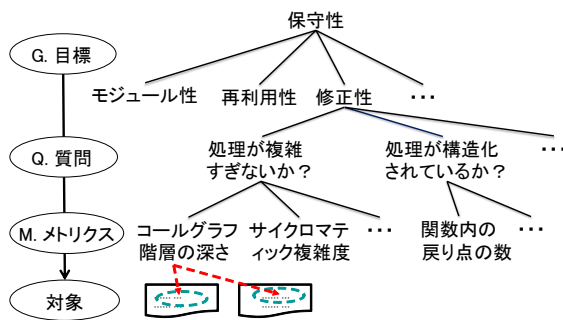 保守性
G. 目標
モジュール性 再利用性 修正性 ・・・
Q. 質問
処理が複雑
すぎないか？
処理が構造化
されているか？
・・・
M. メトリクス
コールグラフ
階層の深さ
サイクロマテ
ィック複雑度
・・・
関数内の
戻り点の数
・・・
対象
...... ...
...... ...
...... ...
...... ...